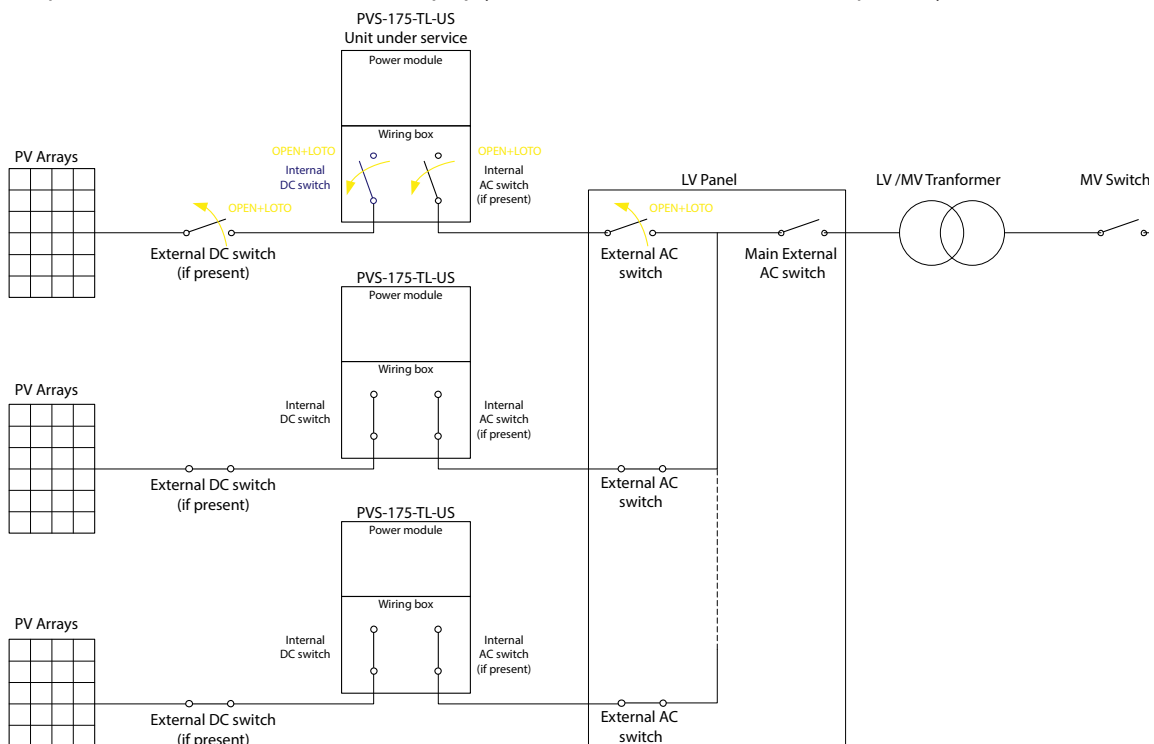 PVS-175-TL-US
Unit under service
Power module
Wiring box
OPEN+LOTO
Internal
DC switch
OPEN+LOTO
Internal
AC switch
(if present)
PV Arrays
OPEN+LOTO
External DC switch
(if present)
LV Panel
OPEN+LOTO
External AC
switch
Main External
AC switch
LV /MV Tranformer
MV Switch
PVS-175-TL-US
Power module
Wiring box
Internal
DC switch
Internal
AC switch
(if present)
PV Arrays
External DC switch
(if present)
External AC
switch
PVS-175-TL-US
Power module
Wiring box
Internal
DC switch
Internal
AC switch
(if present)
PV Arrays
External DC switch
(if present)
External AC
switch